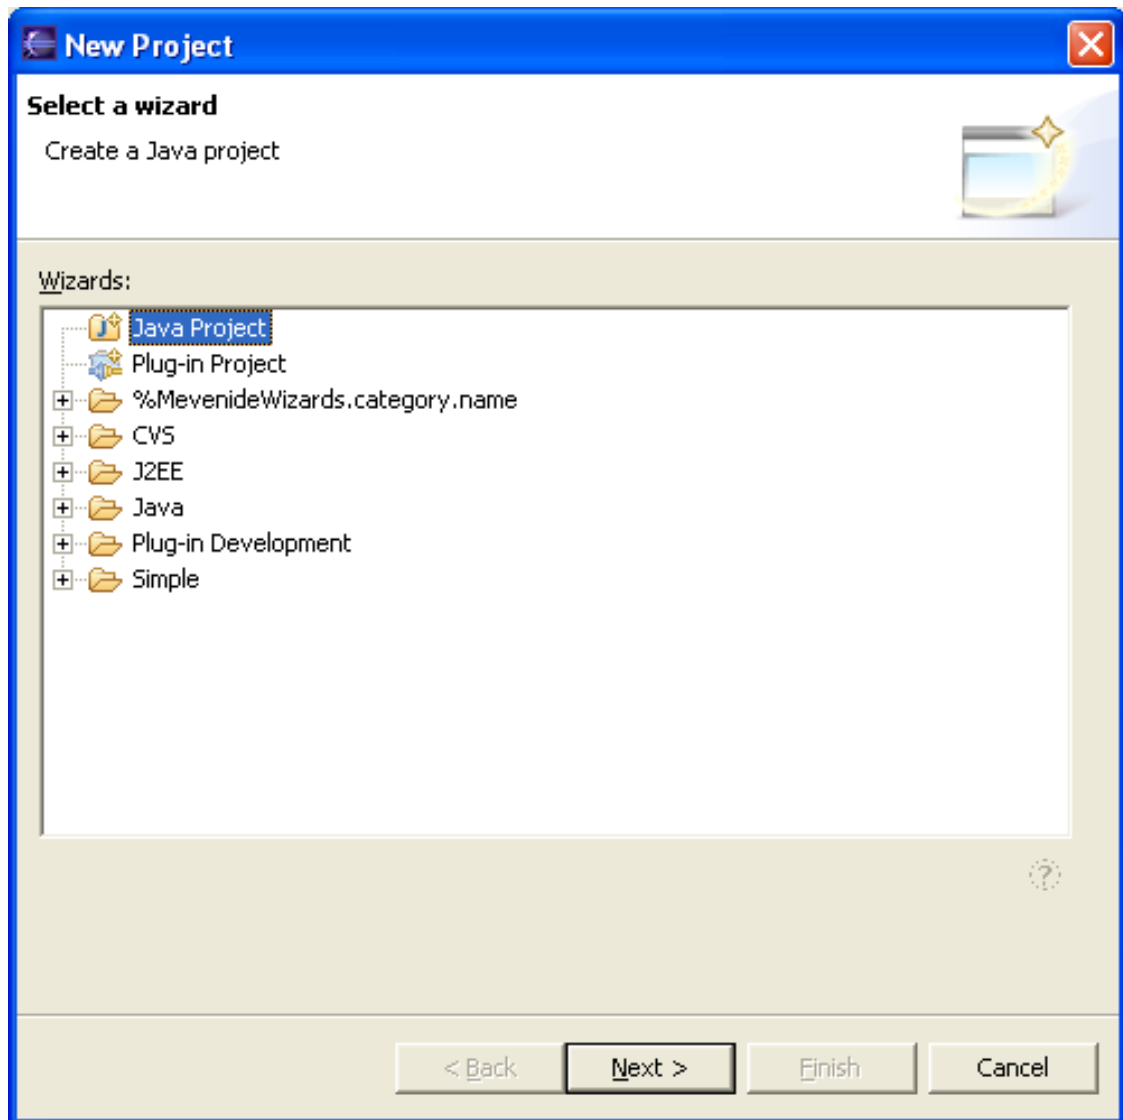 New Project
Select a wizard
Create a Java project
Wizards:
Java Project
Plug-in Project
%MevenideWizards.category.name
CVS
J2EE
Java
Plug-in Development
Simple
?
< Back
Next >
Finish
Cancel